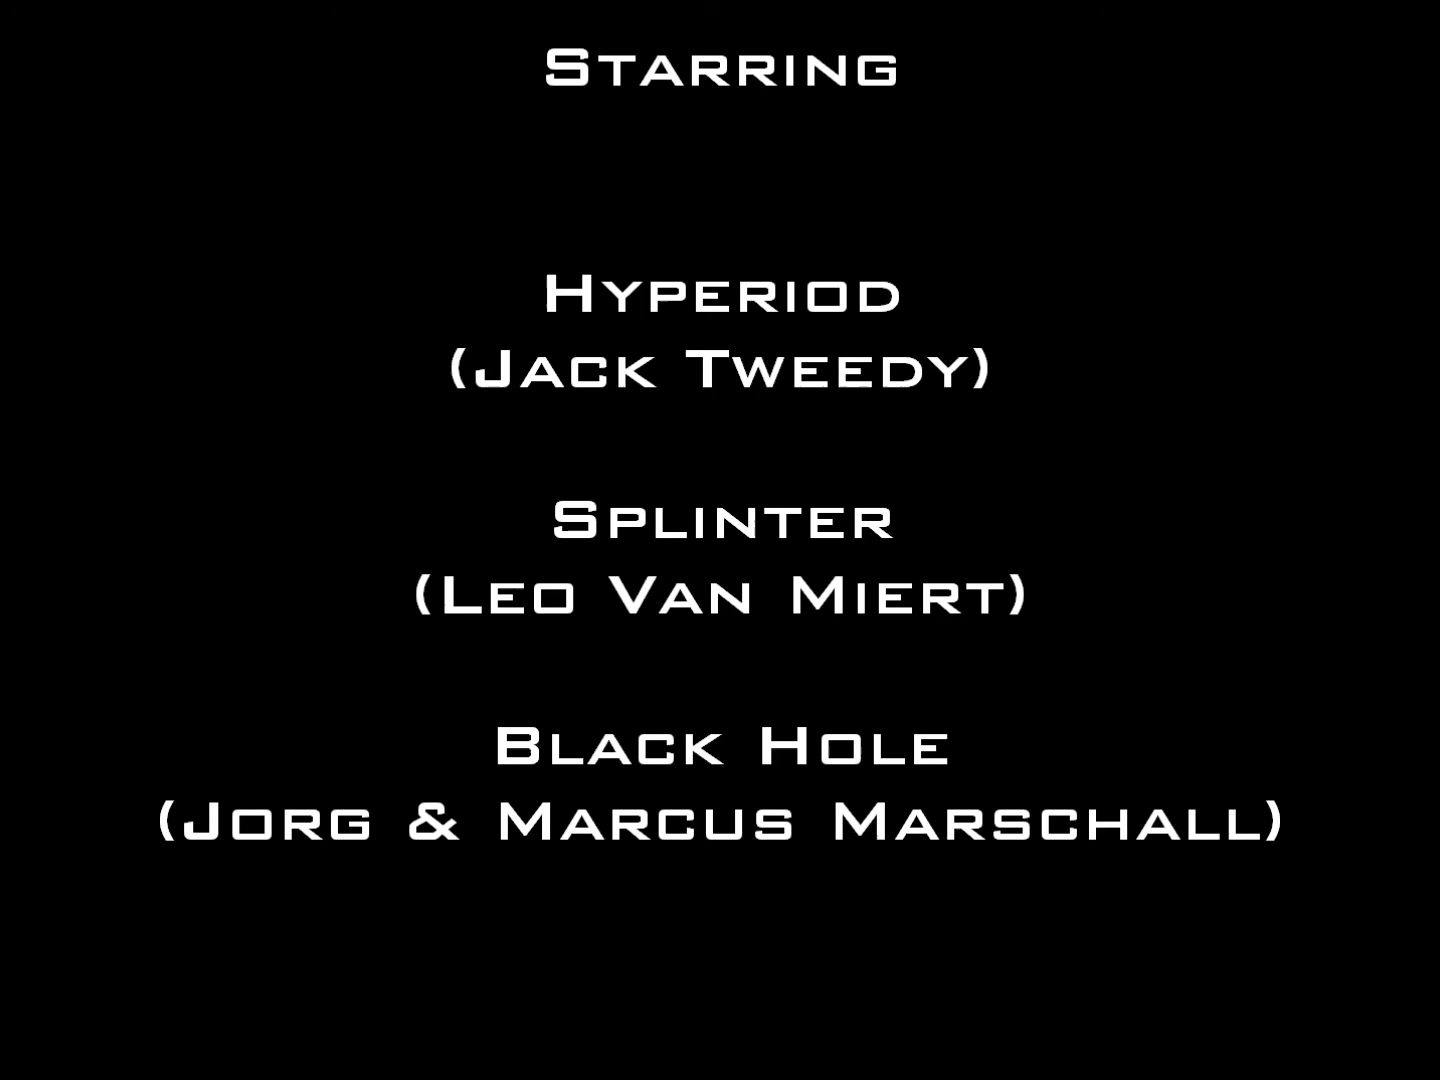 Starring
Hyperiod
(Jack Tweedy)
Splinter
(Leo Van Miert)
Black Hole
(Jorg & Marcus Marschall)